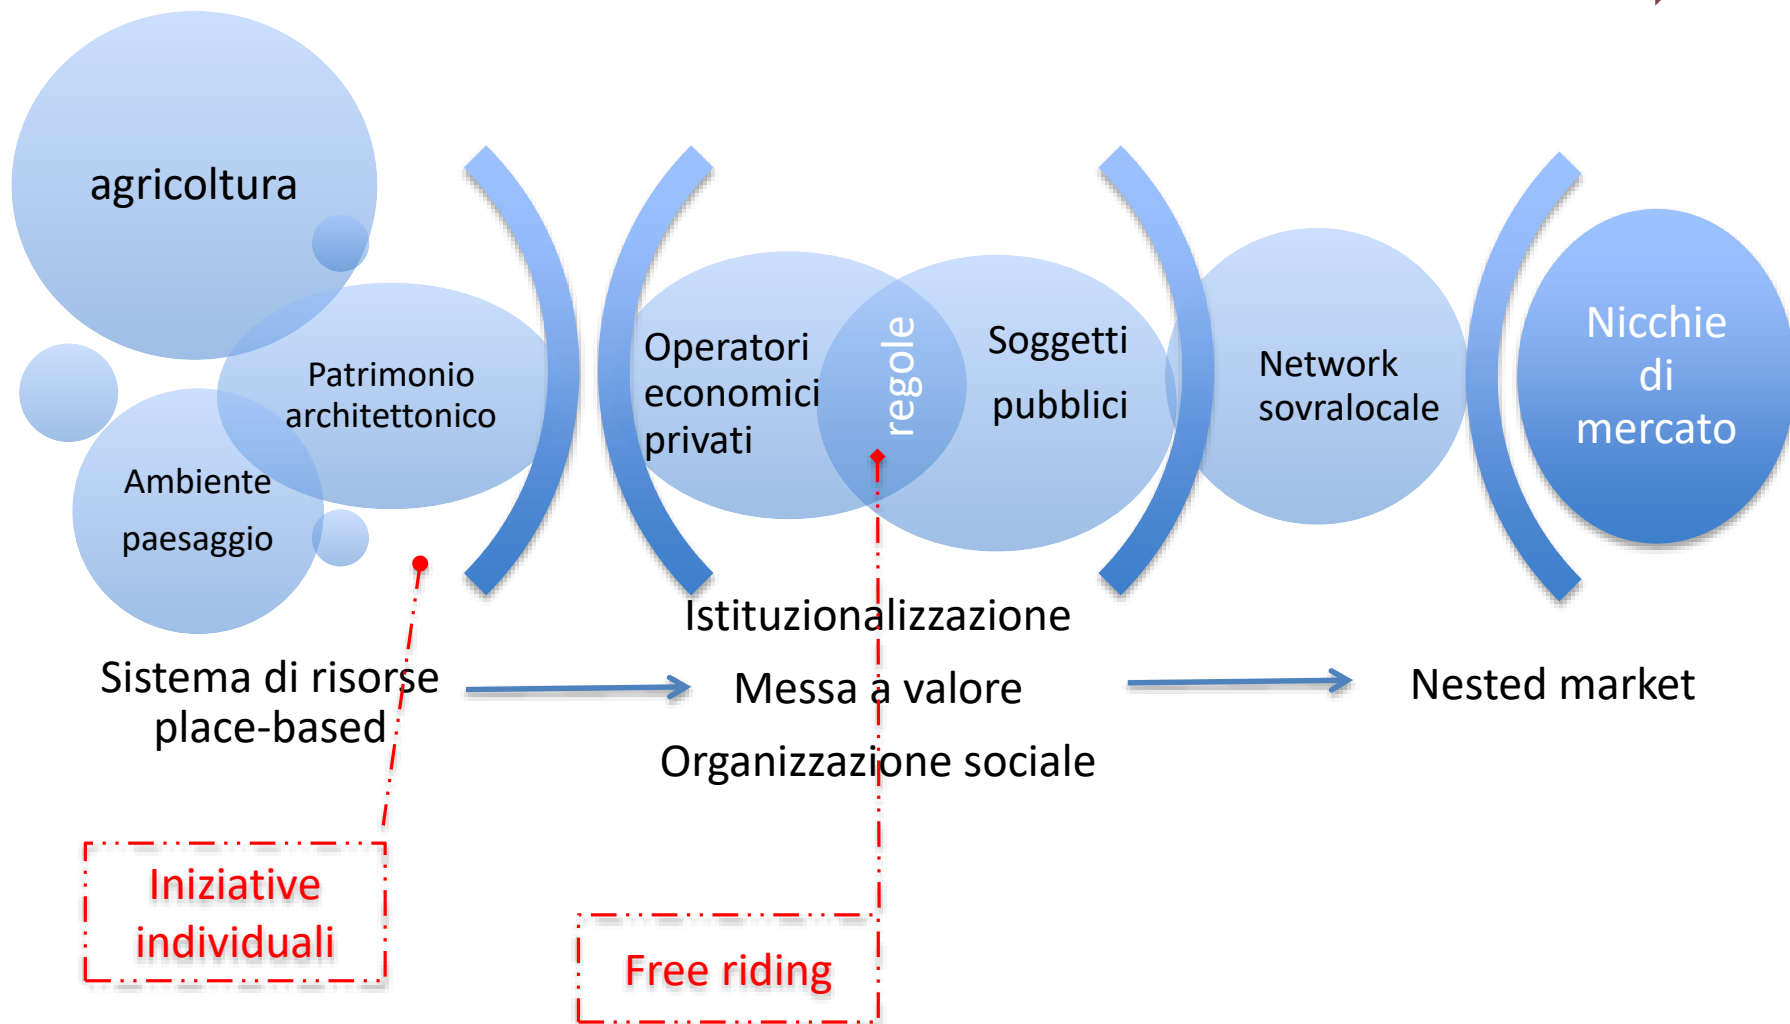 agricoltura
Patrimonio
architettonico
Ambiente
paesaggio
Operatori
economici
privati
regole
Soggetti
pubblici
Network
sovralocale
Nicchie
di
mercato
Sistema di risorse
place-based
Istituzionalizzazione
Messa a valore
Organizzazione sociale
Nested market
Iniziative
individuali
Free riding